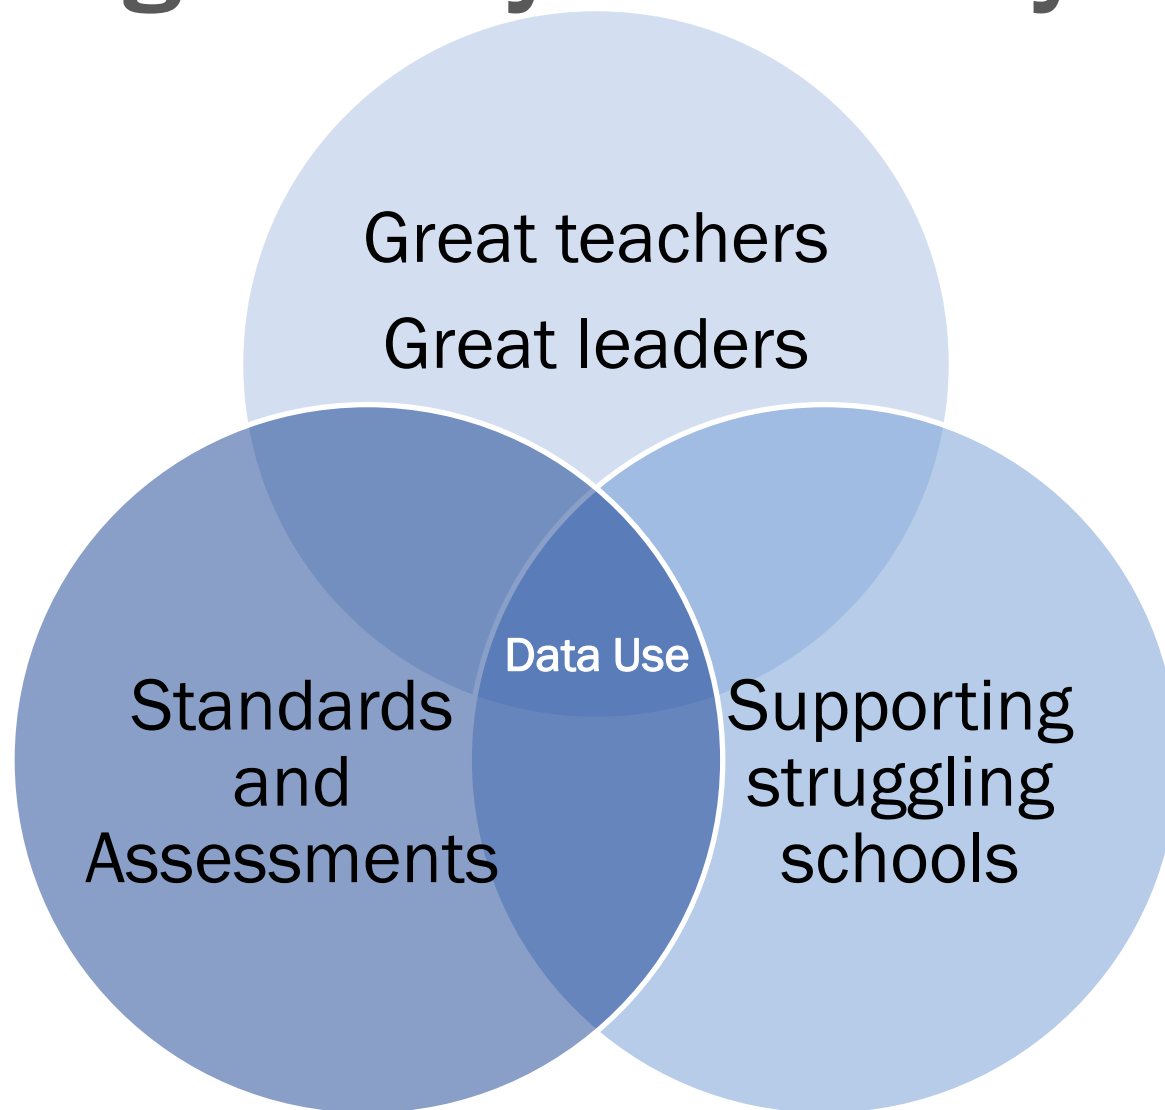 Great teachers
Great leaders
Data Use
Standards
and
Assessments
Supporting
struggling
schools